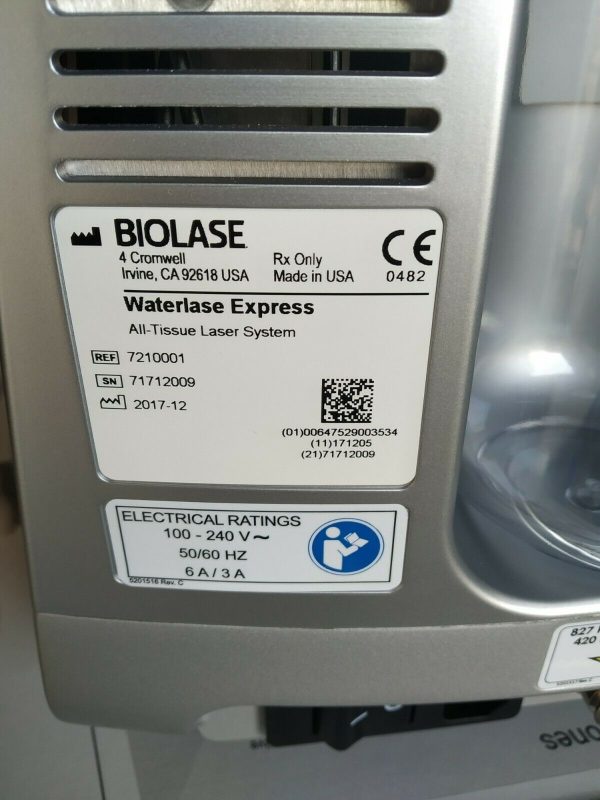 BIOLASE
4 Cromwell
Irvine, CA 92618 USA
Rx Only
Made in USA
CE
0482
Waterlase Express
All-Tissue Laser System
REF 7210001
SN 71712009
2017-12
(01)00647529003534
(11)171205
(21)71712009
ELECTRICAL RATINGS
100 - 240 V~
50/60 HZ
6 A / 3 A
5201516 Rev. C
827
420
ones